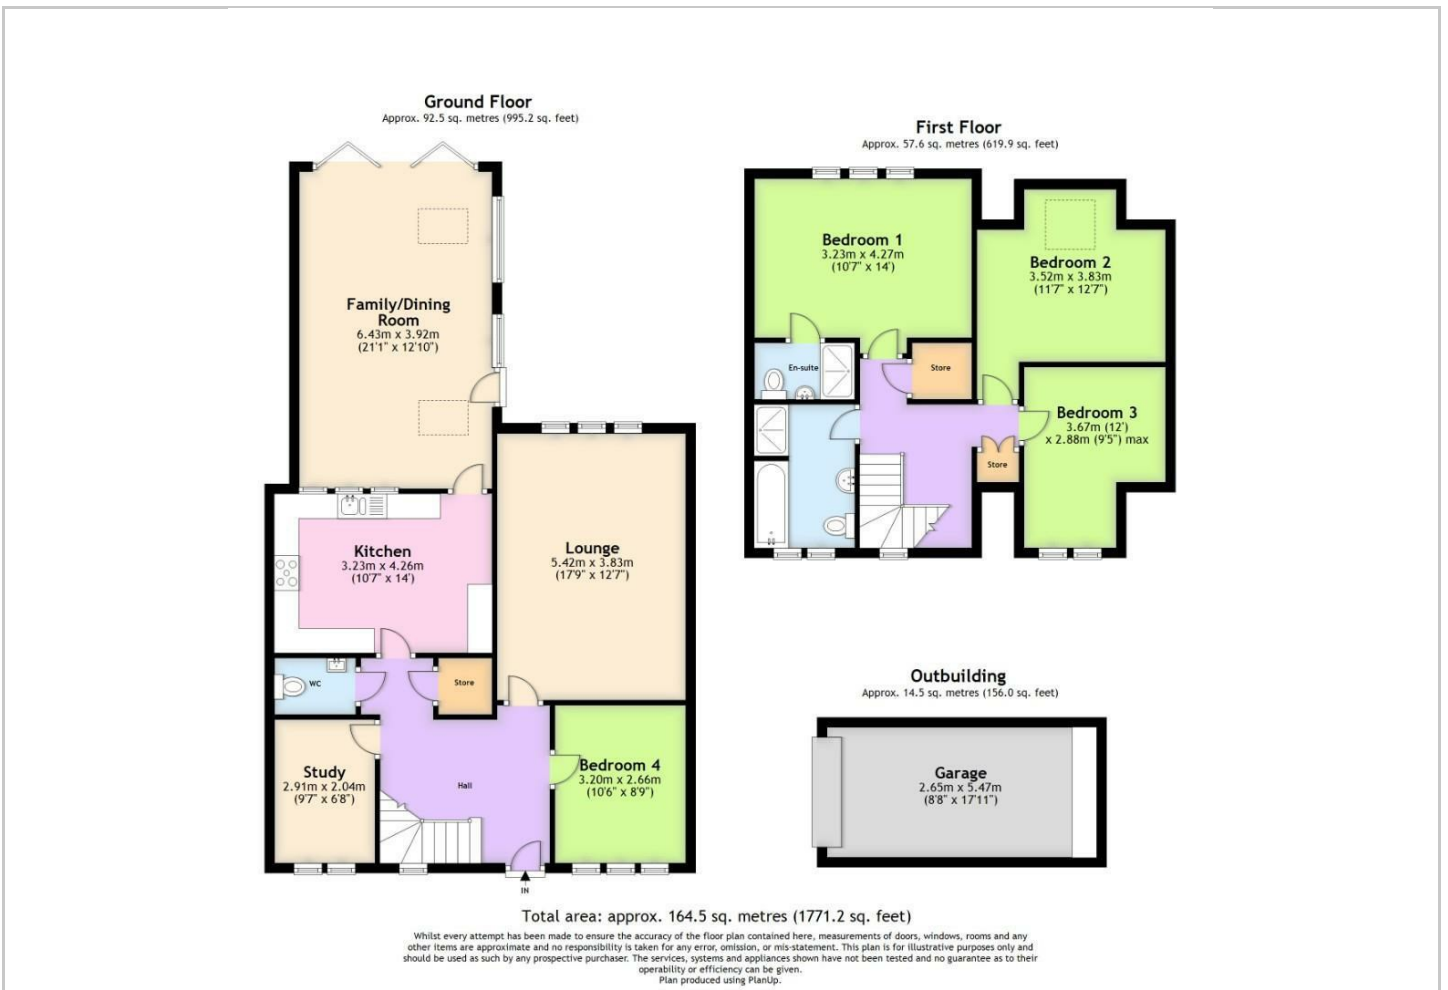 Ground Floor
Approx. 92.5 sq. metres (995.2 sq. feet)
Family/Dining
Room
6.43m x 3.92m
(21'1" x 12'10")
Kitchen
3.23m x 4.26m
(10'7" x 14')
Lounge
5.42m x 3.83m
(17'9" x 12'7")
WC
Store
Study
2.91m x 2.04m
(9'7" x 6'8")
Hall
Bedroom 4
3.20m x 2.66m
(10'6" x 8'9")
IN
First Floor
Approx. 57.6 sq. metres (619.9 sq. feet)
Bedroom 1
3.23m x 4.27m
(10'7" x 14')
Bedroom 2
3.52m x 3.83m
(11'7" x 12'7")
En-suite
Store
Bedroom 3
3.67m (12')
x 2.88m (9'5") max
Store
Outbuilding
Approx. 14.5 sq. metres (156.0 sq. feet)
Garage
2.65m x 5.47m
(8'8" x 17'11")
Total area: approx. 164.5 sq. metres (1771.2 sq. feet)
Whilst every attempt has been made to ensure the accuracy of the floor plan contained here, measurements of doors, windows, rooms and any
other items are approximate and no responsibility is taken for any error, omission, or mis-statement. This plan is for illustrative purposes only and
should be used as such by any prospective purchaser. The services, systems and appliances shown have not been tested and no guarantee as to their
operability or efficiency can be given.
Plan produced using PlanUp.